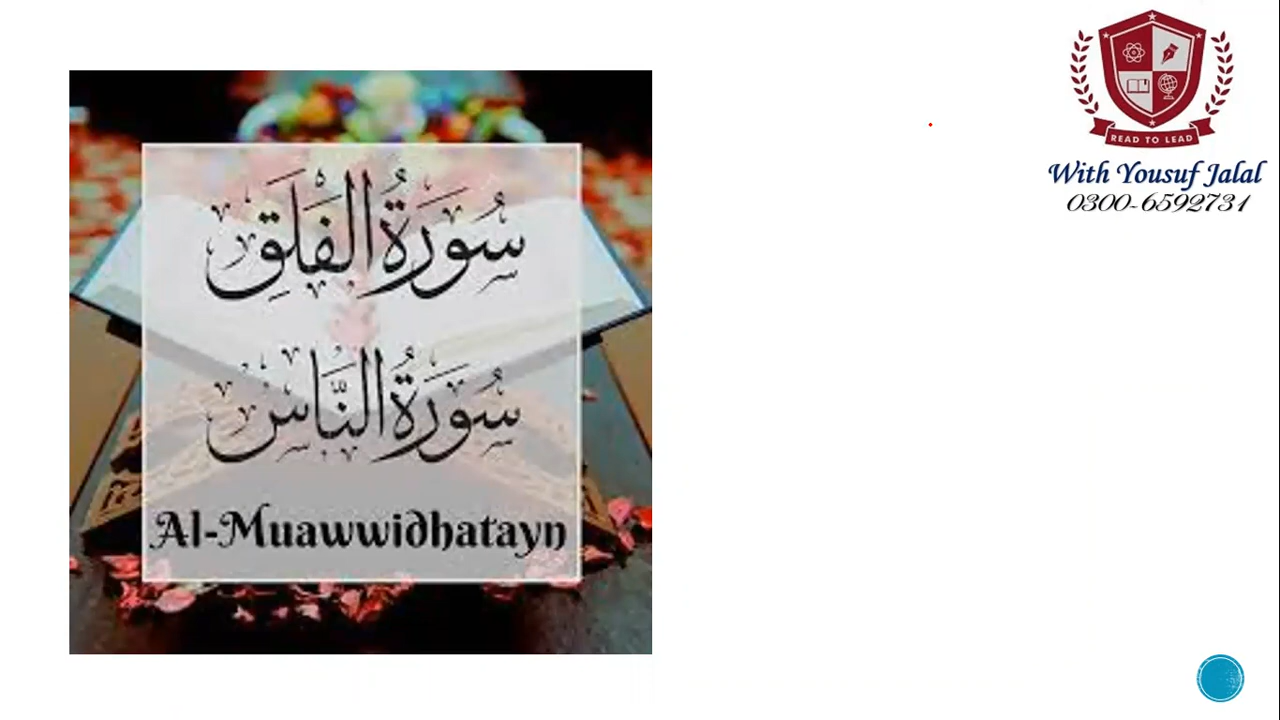 سُورَةُ الفَلَقِ
سُورَةُ النَّاسِ
Al-Muawwidhatayn
READ TO LEAD
With Yousuf Jalal
0300-6592731